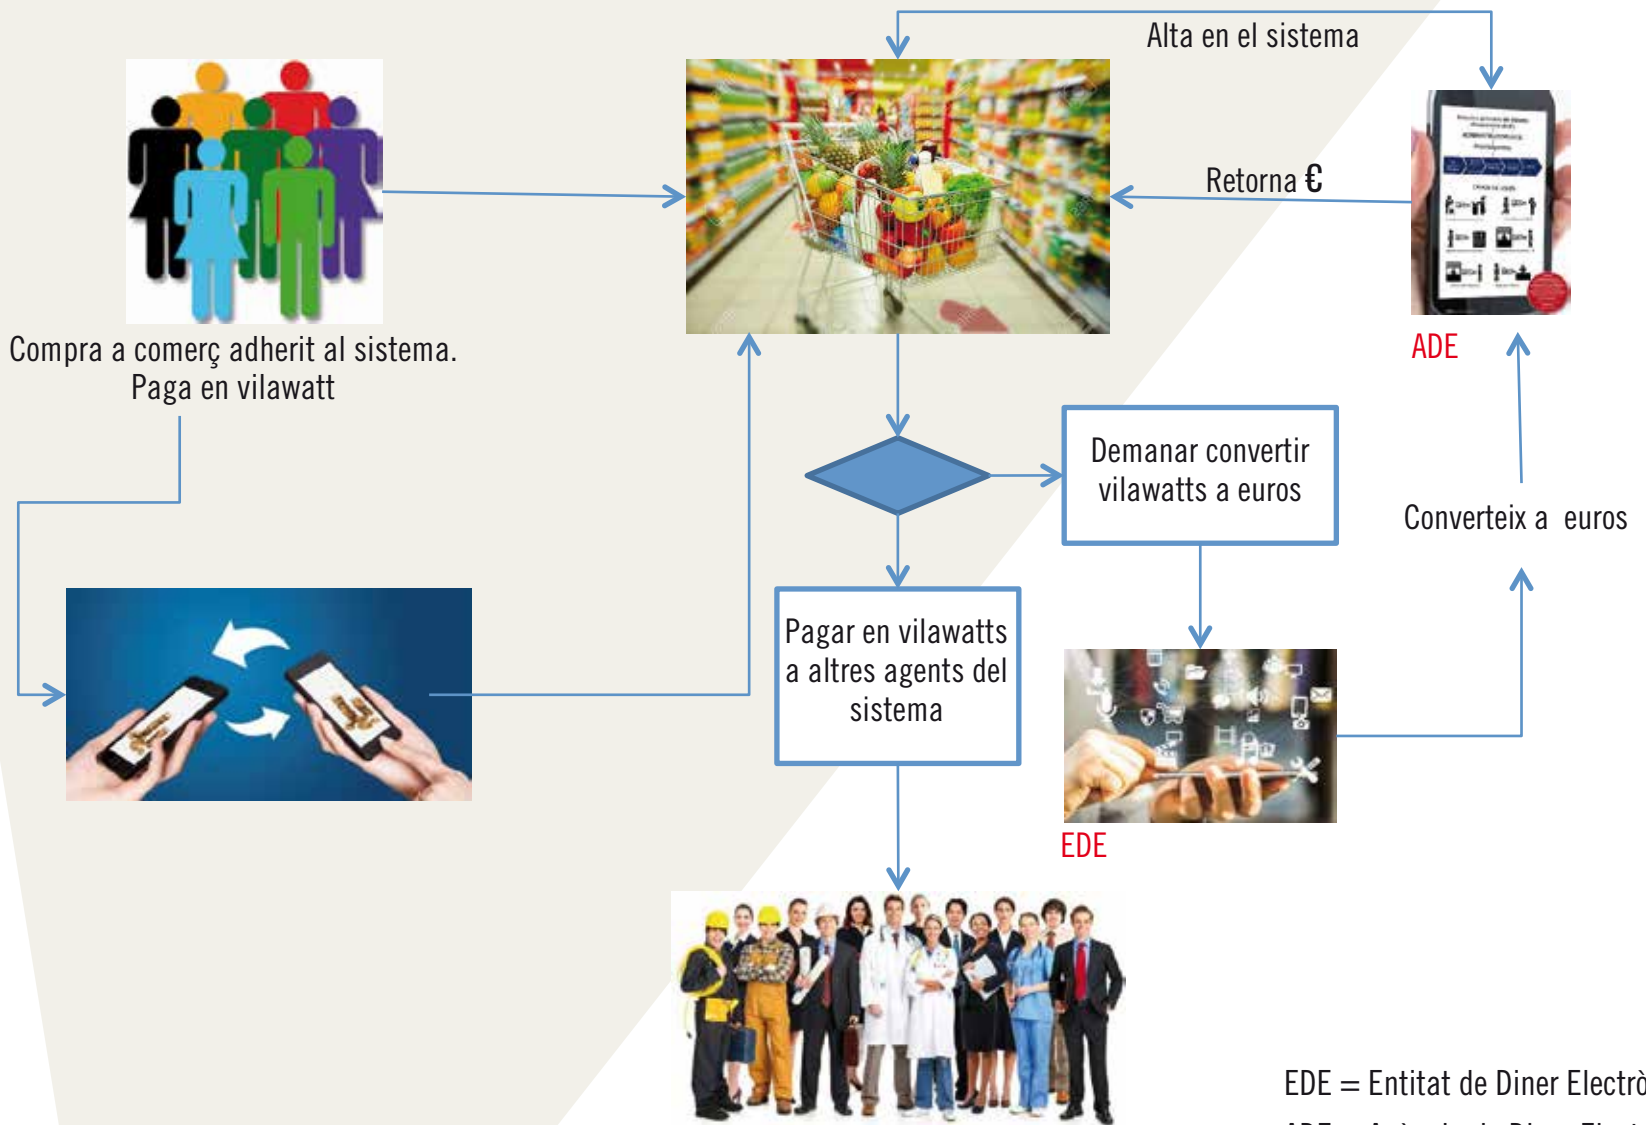 Alta en el sistema
Retorna €
ADE
Compra a comerç adherit al sistema.
Paga en vilawatt
Demanar convertir
vilawatts a euros
Converteix a euros
Pagar en vilawatts
a altres agents del
sistema
EDE
EDE = Entitat de Diner Electrò